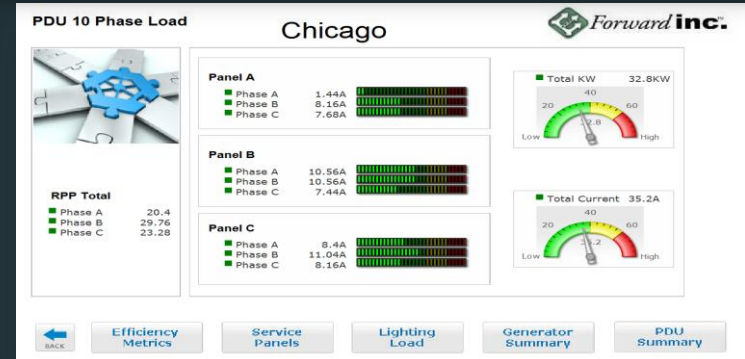 PDU 10 Phase Load
Chicago
Forward inc.
Panel A
Phase A 1.44A
Phase B 8.16A
Phase C 7.68A
Panel B
Phase A 10.56A
Phase B 10.56A
Phase C 7.44A
Panel C
Phase A 8.4A
Phase B 11.04A
Phase C 8.16A
RPP Total
Phase A 20.4
Phase B 29.76
Phase C 23.28
Total KW 32.8KW
40
20 60
Low High
Total Current 35.2A
40
20 60
Low High
BACK
Efficiency Metrics
Service Panels
Lighting Load
Generator Summary
PDU Summary